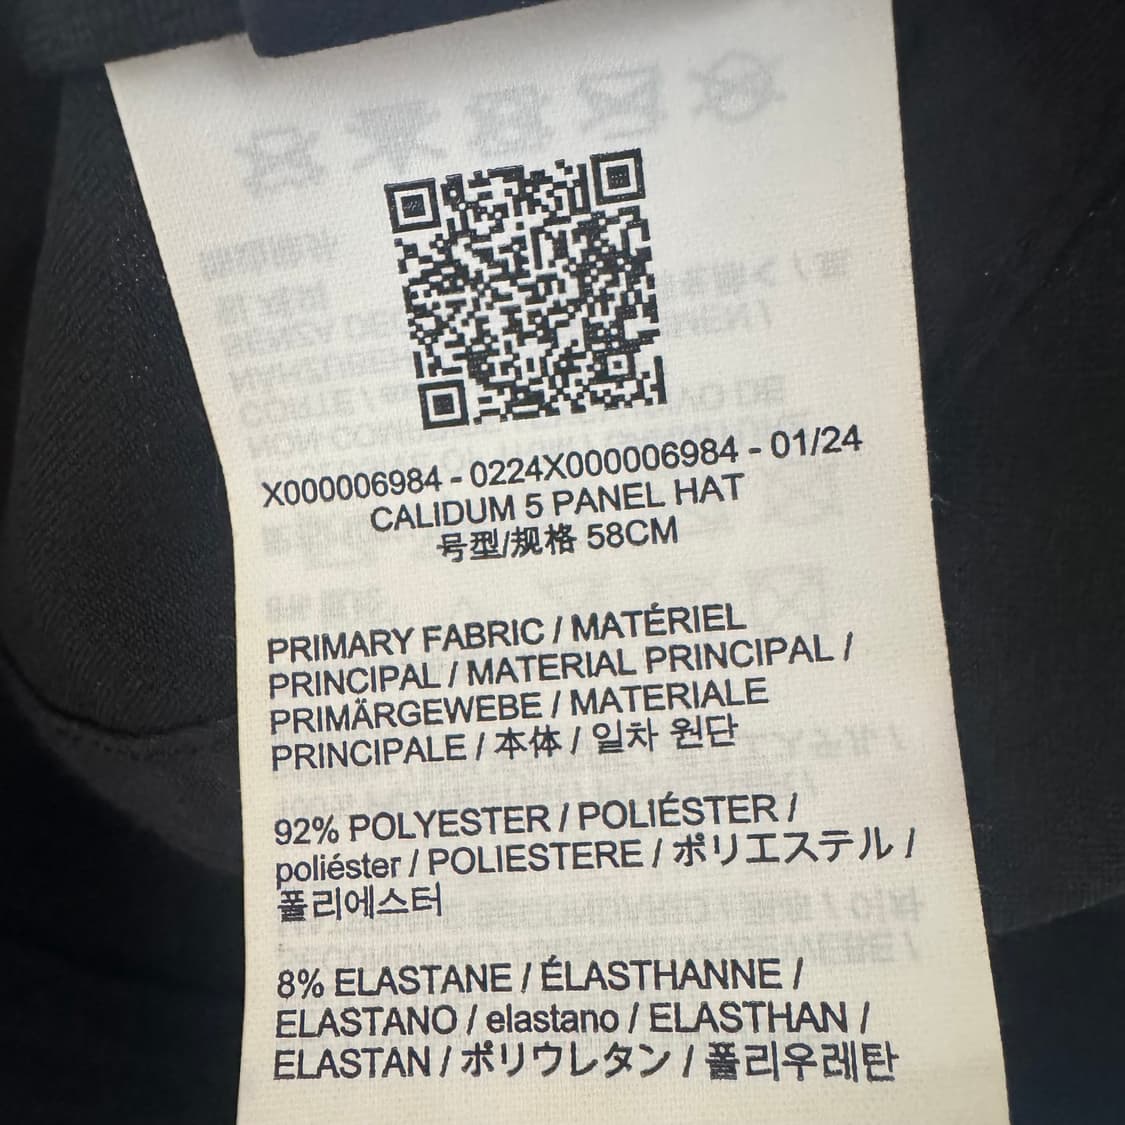 X000006984 - 0224X000006984 - 01/24
CALIDUM 5 PANEL HAT
号型/规格 58CM
PRIMARY FABRIC / MATÉRIEL
PRINCIPAL / MATERIAL PRINCIPAL /
PRIMÄRGEWEBE / MATERIALE
PRINCIPALE / 本体 / 일차 원단
92% POLYESTER / POLIÉSTER /
poliéster / POLIESTERE / ポリエステル /
폴리에스터
8% ELASTANE / ÉLASTHANNE /
ELASTANO / elastano / ELASTHAN /
ELASTAN / ポリウレタン / 폴리우레탄